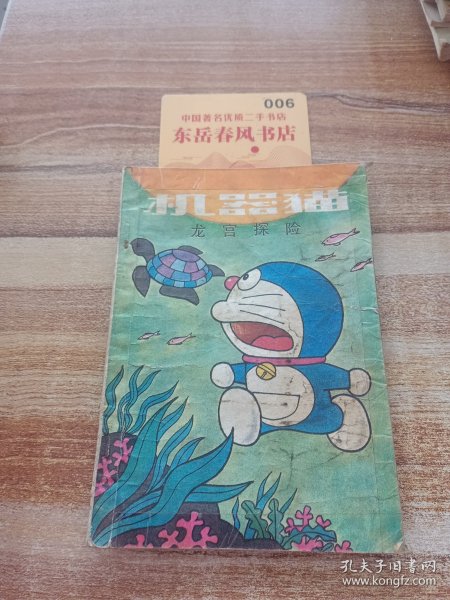 006
中国著名优质二手书店
东岳春风书店
机器猫
龙宫探险
孔夫子旧书网
www.kongfz.com